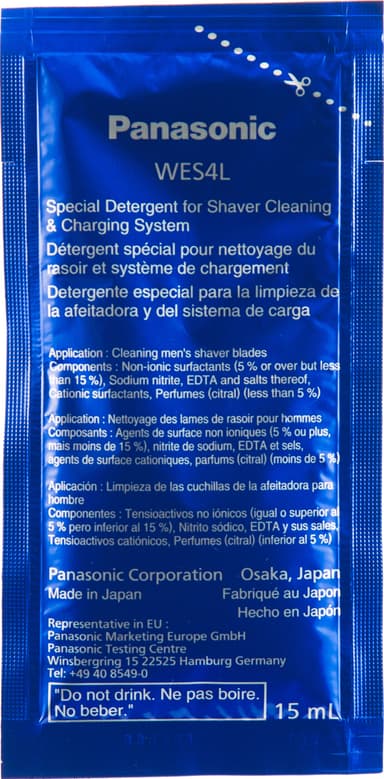 Panasonic
WES4L
Special Detergent for Shaver Cleaning
& Charging System
Détergent spécial pour nettoyage du
rasoir et système de chargement
Detergente especial para la limpieza de
la afeitadora y del sistema de carga
Application : Cleaning men's shaver blades
Components : Non-ionic surfactants (5 % or over but less
than 15 %), Sodium nitrite, EDTA and salts thereof,
Cationic surfactants, Perfumes (citral) (less than 5 %)
Application : Nettoyage des lames de rasoir pour hommes
Composants : Agents de surface non ioniques (5 % ou plus,
mais moins de 15 %), nitrite de sodium, EDTA et sels,
agents de surface cationiques, parfums (citral) (moins de 5 %)
Aplicación : Limpieza de las cuchillas de la afeitadora para
hombre
Componentes : Tensioactivos no iónicos (igual o superior al
5 % pero inferior al 15 %), Nitrito sódico, EDTA y sus sales,
Tensioactivos catiónicos, Perfumes (citral) (inferior al 5 %)
Panasonic Corporation Osaka, Japan
Made in Japan Fabriqué au Japon
Hecho en Japón
Representative in EU :
Panasonic Marketing Europe GmbH
Panasonic Testing Centre
Winsbergring 15 22525 Hamburg Germany
Tel: +49 40 8549-0
"Do not drink. Ne pas boire.
No beber." 15 mL